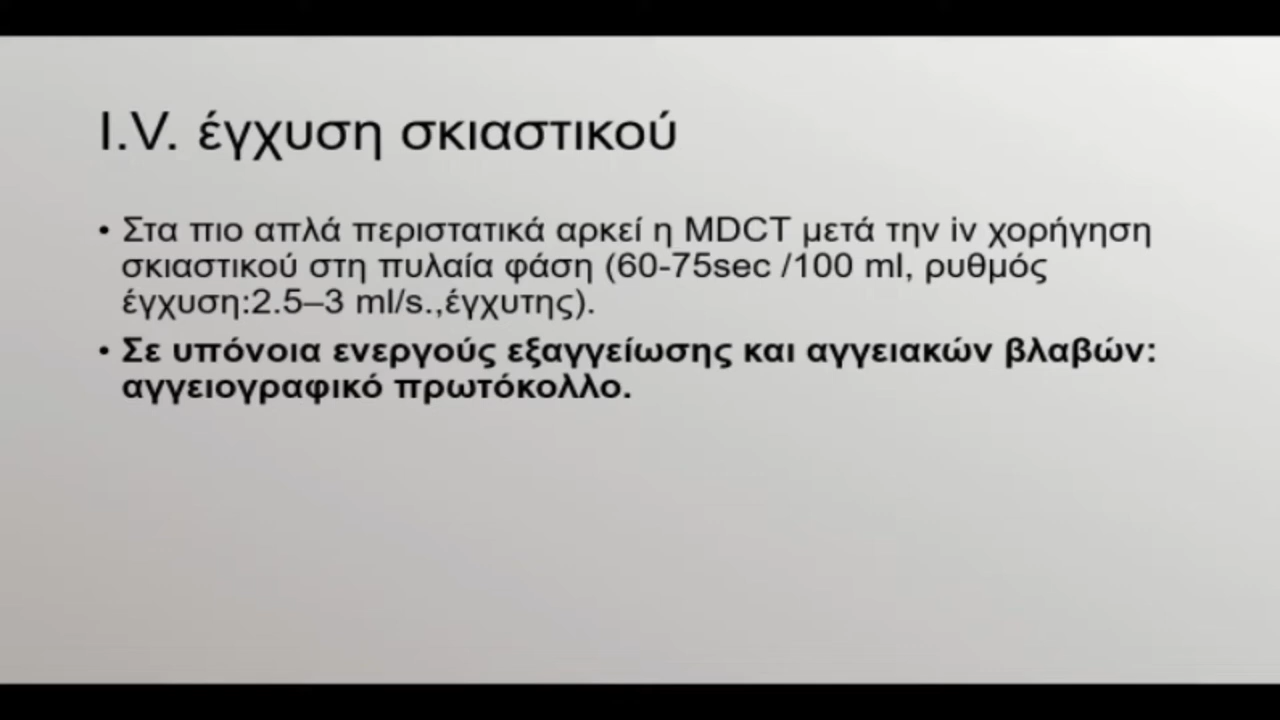 I.V. έγχυση σκιαστικού
• Στα πιο απλά περιστατικά αρκεί η MDCT μετά την iv χορήγηση
σκιαστικού στη πυλαία φάση (60-75sec /100 ml, ρυθμός
έγχυση:2.5–3 ml/s.,έγχυτης).
• Σε υπόνοια ενεργούς εξαγγείωσης και αγγειακών βλαβών:
αγγειογραφικό πρωτόκολλο.